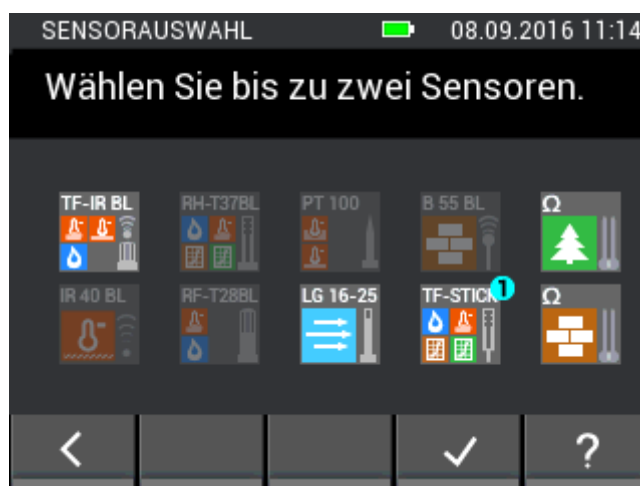 SENSORAUSWAHL 08.09.2016 11:14
Wählen Sie bis zu zwei Sensoren.
TF-IR BL RH-T37BL PT 100 B 55 BL Ω
IR 40 BL RF-T28BL LG 16-25 TF-STICK 1 Ω
?